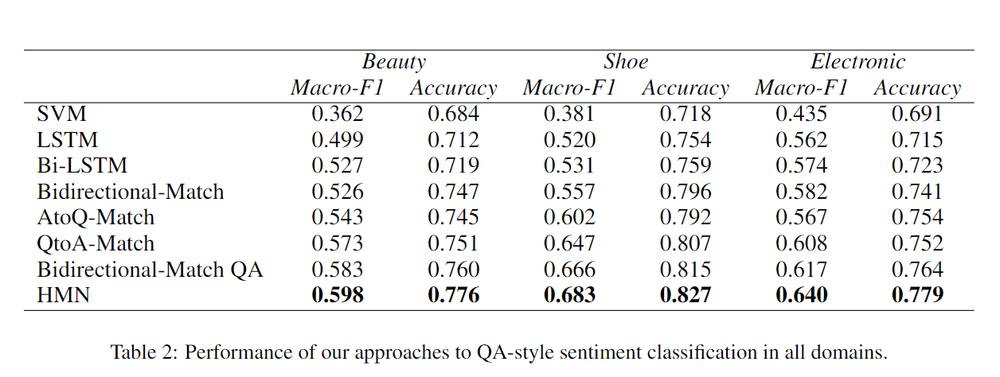 Beauty Shoe Electronic
Macro-F1 Accuracy Macro-F1 Accuracy Macro-F1 Accuracy
SVM 0.362 0.684 0.381 0.718 0.435 0.691
LSTM 0.499 0.712 0.520 0.754 0.562 0.715
Bi-LSTM 0.527 0.719 0.531 0.759 0.574 0.723
Bidirectional-Match 0.526 0.747 0.557 0.796 0.582 0.741
AtoQ-Match 0.543 0.745 0.602 0.792 0.567 0.754
QtoA-Match 0.573 0.751 0.647 0.807 0.608 0.752
Bidirectional-Match QA 0.583 0.760 0.666 0.815 0.617 0.764
HMN 0.598 0.776 0.683 0.827 0.640 0.779
Table 2: Performance of our approaches to QA-style sentiment classification in all domains.